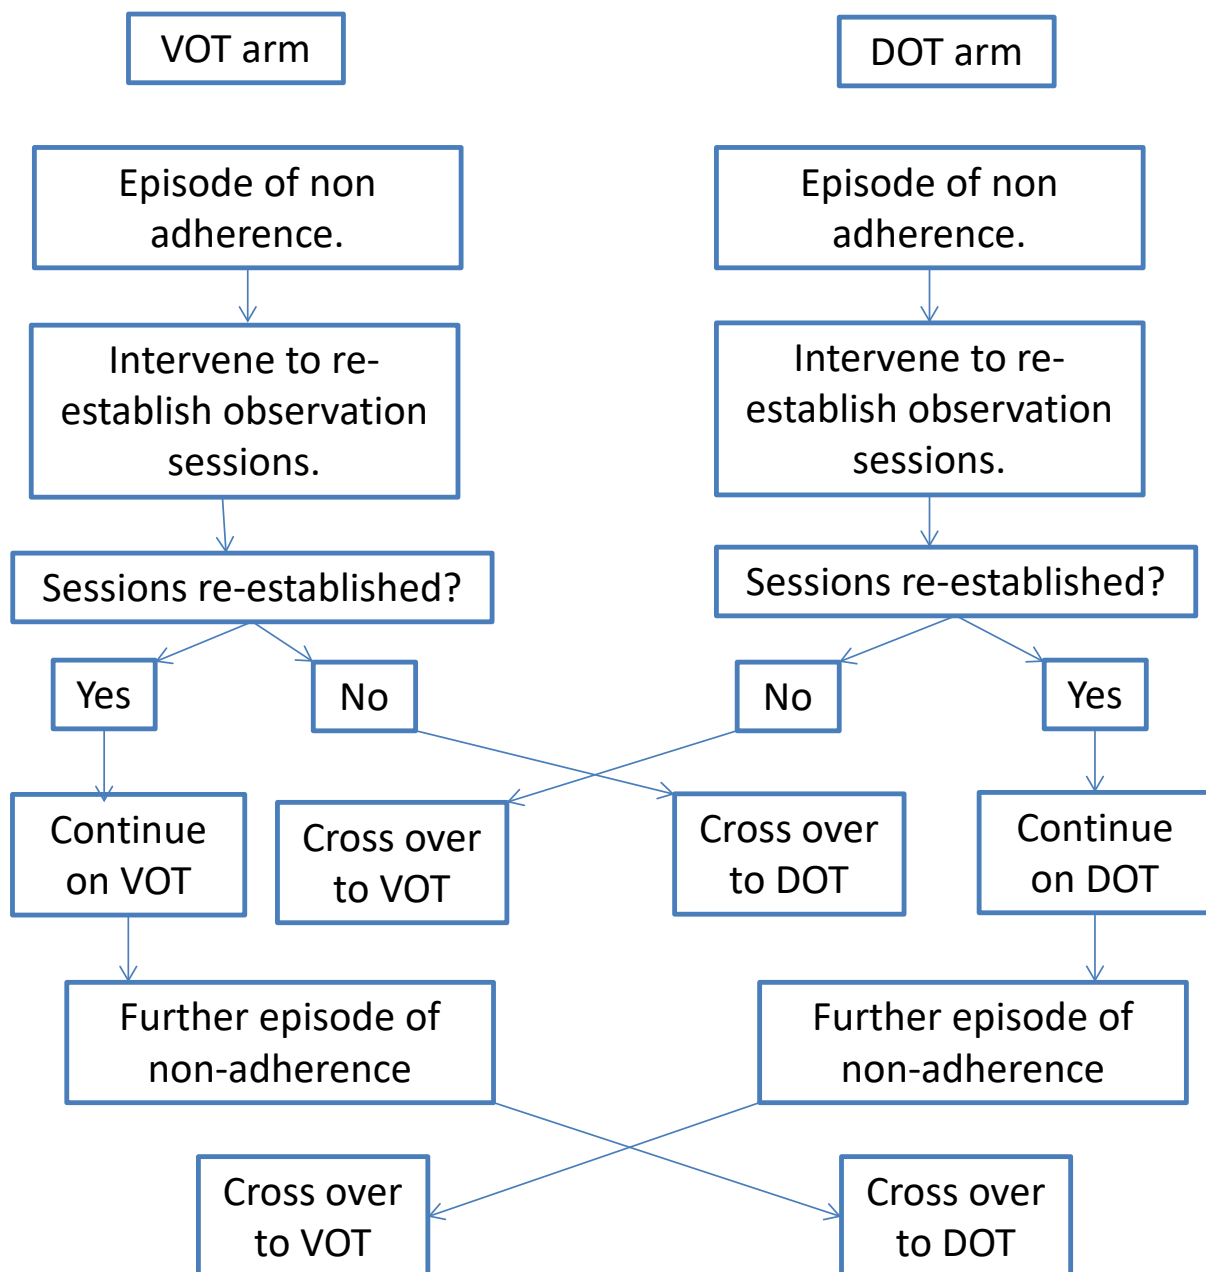 VOT arm
DOT arm
Episode of non
adherence.
Episode of non
adherence.
Intervene to re-
establish observation
sessions.
Intervene to re-
establish observation
sessions.
Sessions re-established?
Sessions re-established?
Yes
No
No
Yes
Continue
on VOT
Cross over
to VOT
Cross over
to DOT
Continue
on DOT
Further episode of
non-adherence
Further episode of
non-adherence
Cross over
to VOT
Cross over
to DOT